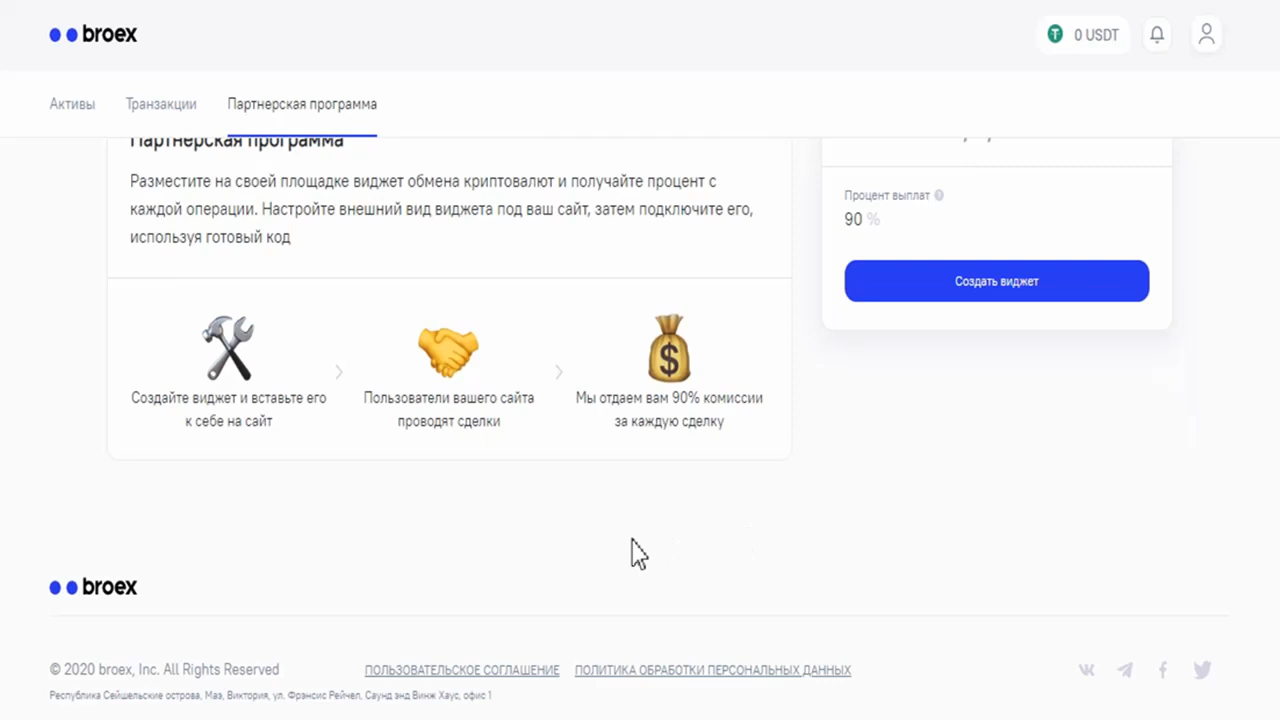 broex
0 USDT
Активы
Транзакции
Партнерская программа
Партнерская программа
Разместите на своей площадке виджет обмена криптовалют и получайте процент с
каждой операции. Настройте внешний вид виджета под ваш сайт, затем подключите его,
используя готовый код
Процент выплат
90 %
Создать виджет
Создайте виджет и вставьте его
к себе на сайт
Пользователи вашего сайта
проводят сделки
Мы отдаем вам 90% комиссии
за каждую сделку
broex
© 2020 broex, Inc. All Rights Reserved
ПОЛЬЗОВАТЕЛЬСКОЕ СОГЛАШЕНИЕ
ПОЛИТИКА ОБРАБОТКИ ПЕРСОНАЛЬНЫХ ДАННЫХ
Республика Сейшельские острова, Маэ, Виктория, ул. Фрэнсис Рейчел, Саунд энд Винж Хаус, офис 1